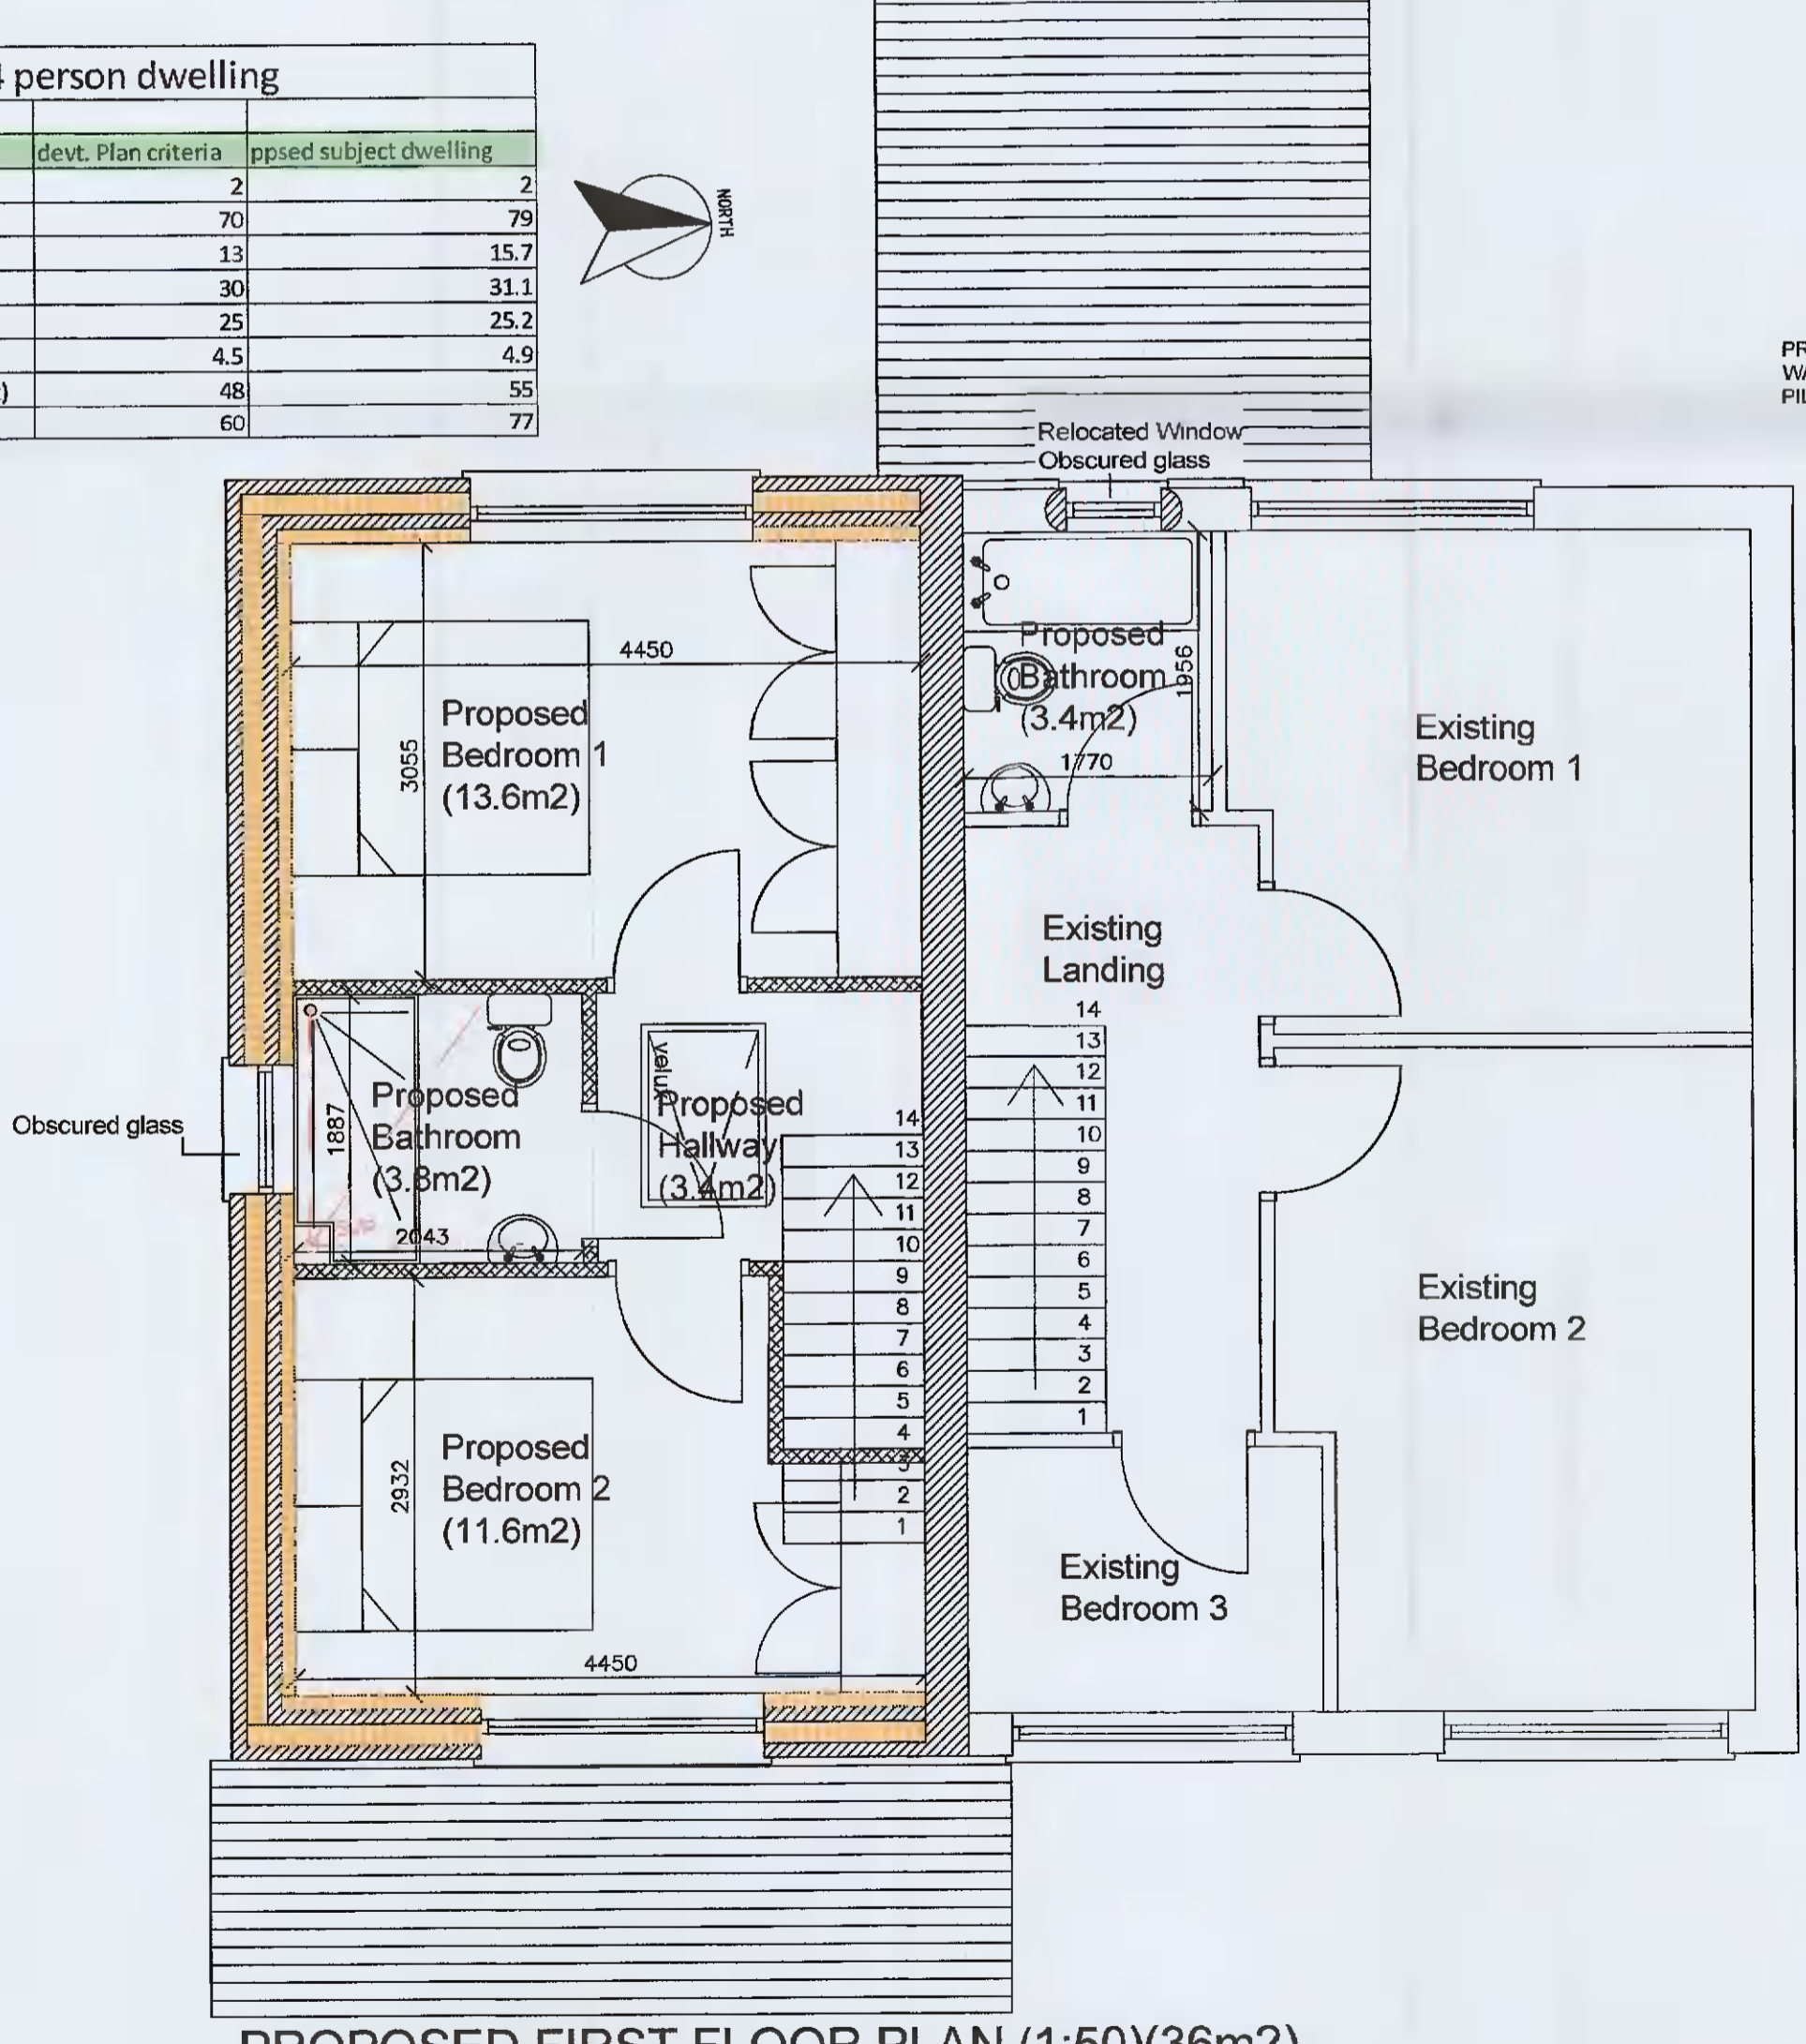 4 person dwelling
devt. Plan criteria ppsed subject dwelling
2 2
70 79
13 15.7
30 31.1
25 25.2
4.5 4.9
) 48 55
60 77
NORTH
PR
WA
PIL
Relocated Window
Obscured glass
4450
3055
Proposed
Bedroom 1
(13.6m2)
Proposed
Bathroom
(3.4m2)
1956
1770
Existing
Bedroom 1
Existing
Landing
14
13
12
11
10
9
8
7
6
5
4
3
2
1
Obscured glass
1887
Proposed
Bathroom
(3.8m2)
2043
velux
Proposed
Hallway
(3.4m2)
14
13
12
11
10
9
8
7
6
5
4
3
2
1
Existing
Bedroom 2
2932
Proposed
Bedroom 2
(11.6m2)
4450
Existing
Bedroom 3
PROPOSED FIRST FLOOR PLAN (1:50)(36m2)